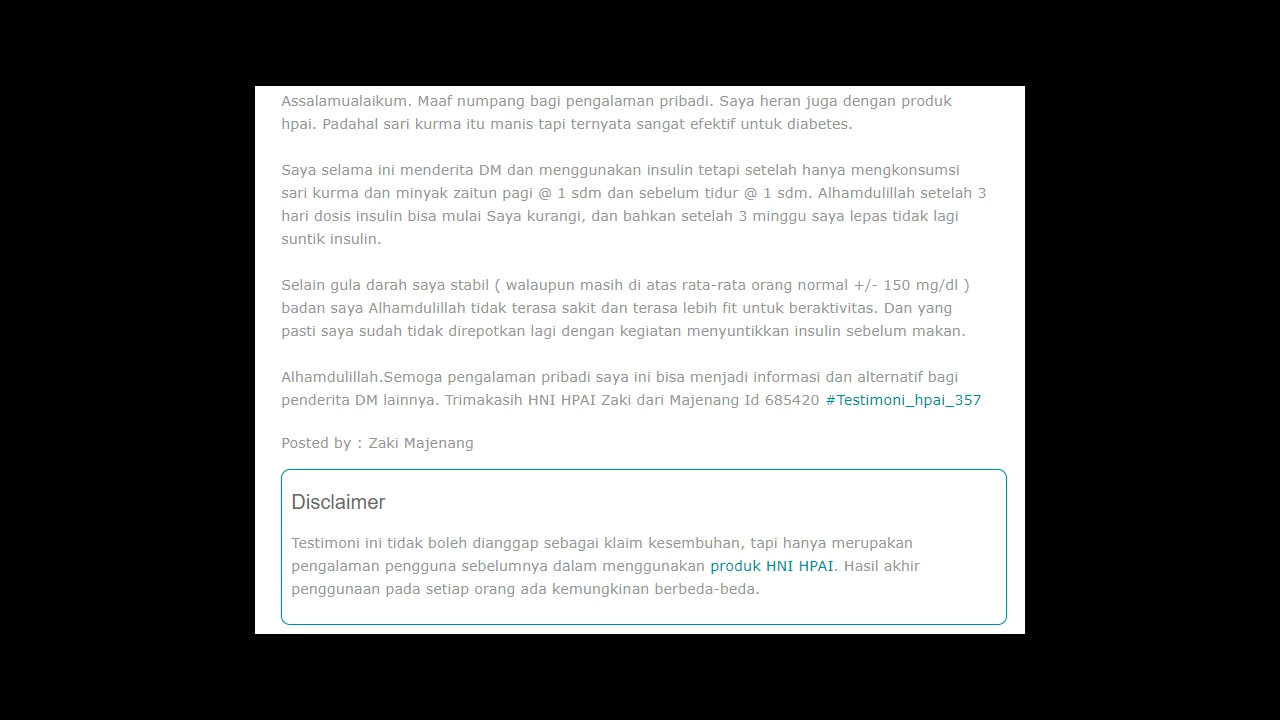 Assalamualaikum. Maaf numpang bagi pengalaman pribadi. Saya heran juga dengan produk
hpai. Padahal sari kurma itu manis tapi ternyata sangat efektif untuk diabetes.
Saya selama ini menderita DM dan menggunakan insulin tetapi setelah hanya mengkonsumsi
sari kurma dan minyak zaitun pagi @ 1 sdm dan sebelum tidur @ 1 sdm. Alhamdulillah setelah 3
hari dosis insulin bisa mulai Saya kurangi, dan bahkan setelah 3 minggu saya lepas tidak lagi
suntik insulin.
Selain gula darah saya stabil ( walaupun masih di atas rata-rata orang normal +/- 150 mg/dl )
badan saya Alhamdulillah tidak terasa sakit dan terasa lebih fit untuk beraktivitas. Dan yang
pasti saya sudah tidak direpotkan lagi dengan kegiatan menyuntikkan insulin sebelum makan.
Alhamdulillah.Semoga pengalaman pribadi saya ini bisa menjadi informasi dan alternatif bagi
penderita DM lainnya. Trimakasih HNI HPAI Zaki dari Majenang Id 685420 #Testimoni_hpai_357
Posted by : Zaki Majenang
Disclaimer
Testimoni ini tidak boleh dianggap sebagai klaim kesembuhan, tapi hanya merupakan
pengalaman pengguna sebelumnya dalam menggunakan produk HNI HPAI. Hasil akhir
penggunaan pada setiap orang ada kemungkinan berbeda-beda.